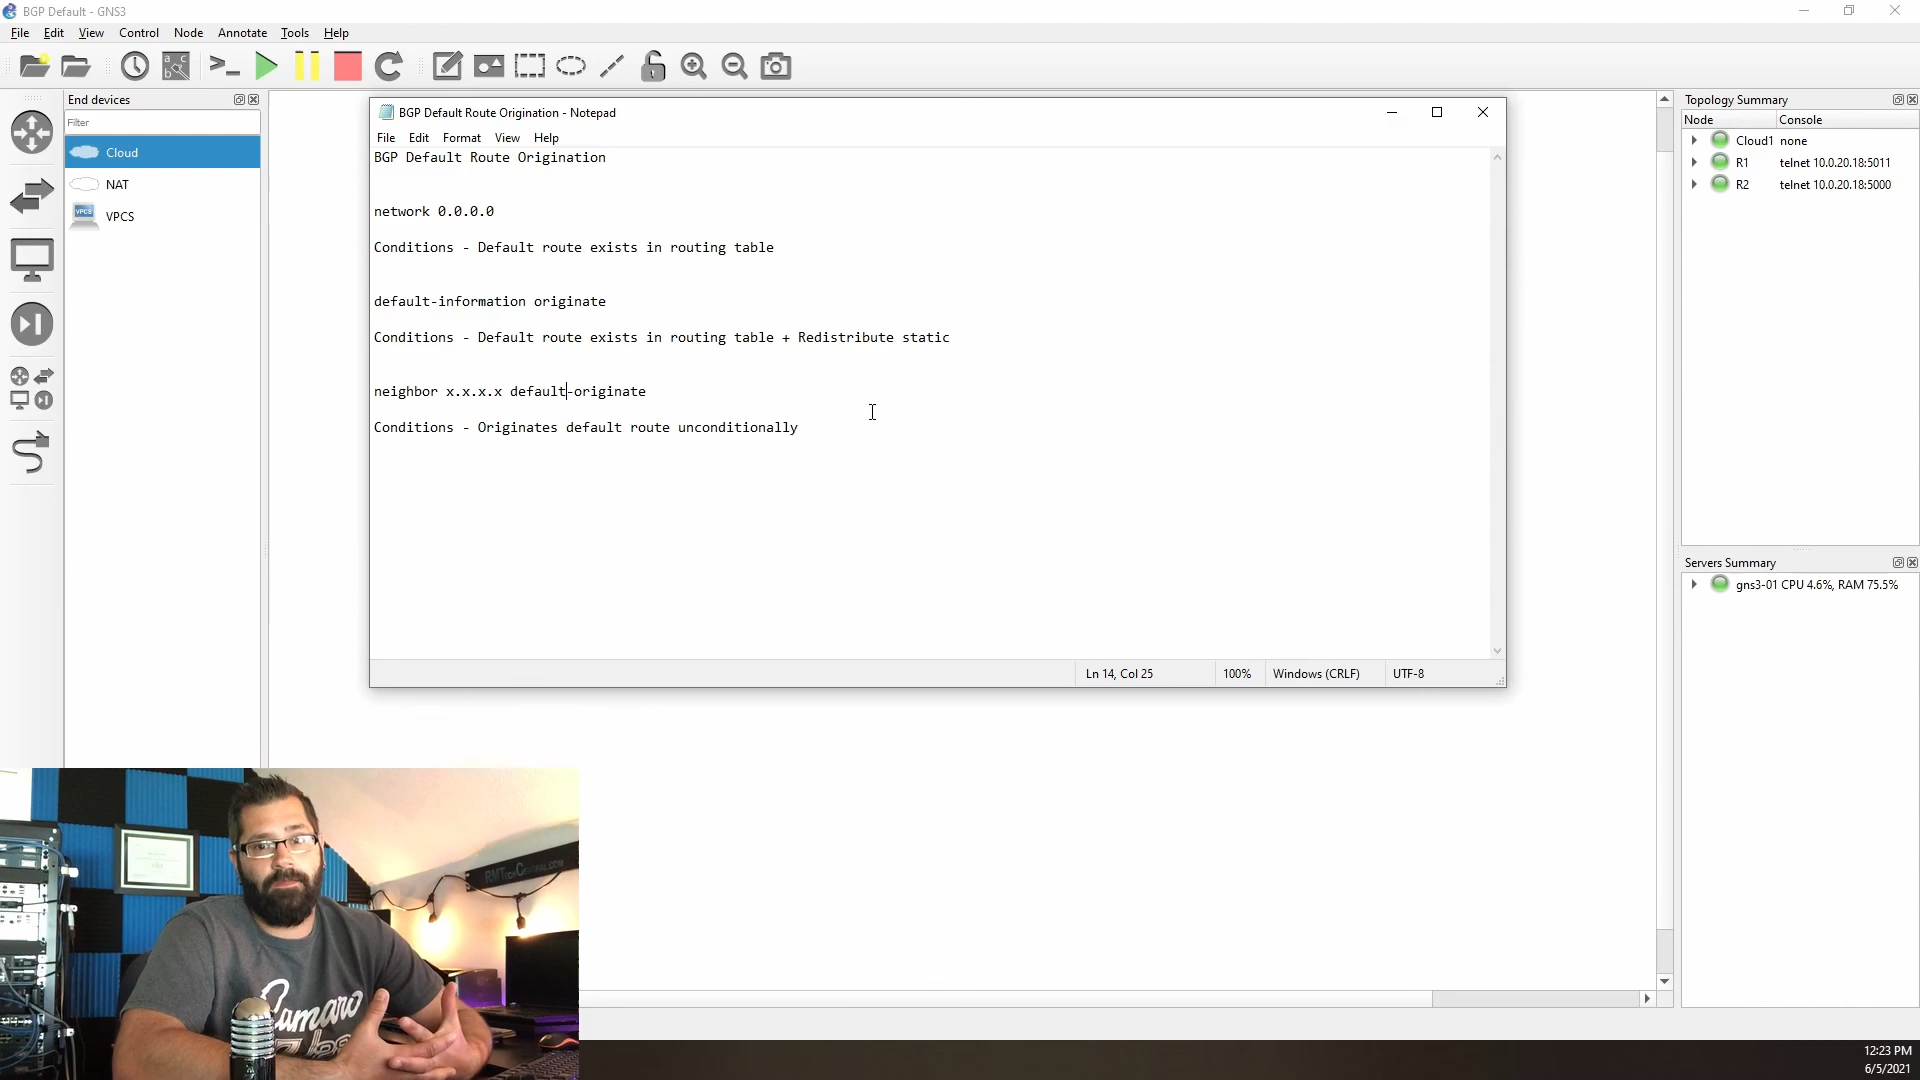 BGP Default - GNS3
File Edit View Control Node Annotate Tools Help
End devices
Filter
Cloud
NAT
VPCS
VPCS
BGP Default Route Origination - Notepad
File Edit Format View Help
BGP Default Route Origination
network 0.0.0.0
Conditions - Default route exists in routing table
default-information originate
Conditions - Default route exists in routing table + Redistribute static
neighbor x.x.x.x default-originate
Conditions - Originates default route unconditionally
Ln 14, Col 25 100% Windows (CRLF) UTF-8
Topology Summary
Node Console
Cloud1 none
R1 telnet 10.0.20.18:5011
R2 telnet 10.0.20.18:5000
Servers Summary
gns3-01 CPU 4.6%, RAM 75.5%
RMTechCentral.com
Camaro
12:23 PM
6/5/2021